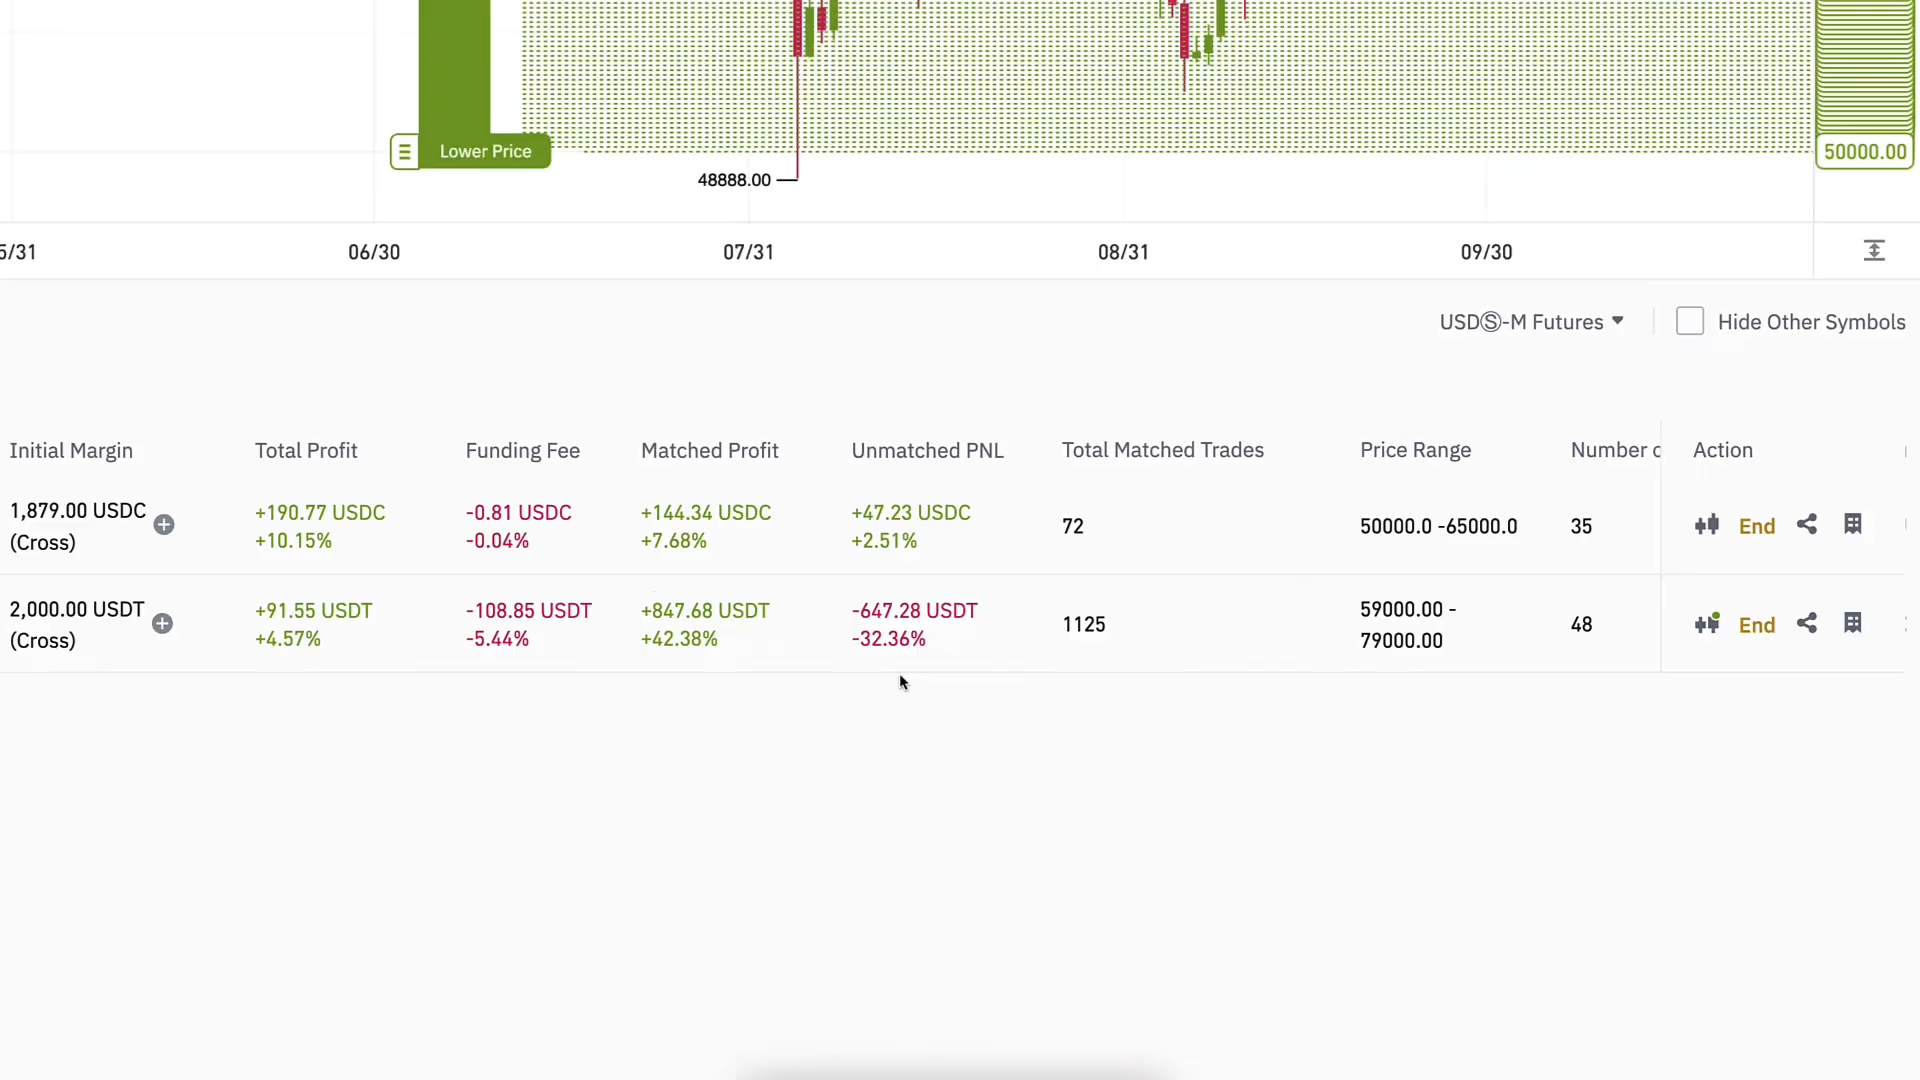 Lower Price
50000.00
48888.00
5/31 06/30 07/31 08/31 09/30
USDⓈ-M Futures Hide Other Symbols
Initial Margin Total Profit Funding Fee Matched Profit Unmatched PNL Total Matched Trades Price Range Number Action
1,879.00 USDC +190.77 USDC -0.81 USDC +144.34 USDC +47.23 USDC 72 50000.0 -65000.0 35 End
(Cross) +10.15% -0.04% +7.68% +2.51%
2,000.00 USDT +91.55 USDT -108.85 USDT +847.68 USDT -647.28 USDT 1125 59000.00 - 48 End
(Cross) +4.57% -5.44% +42.38% -32.36% 79000.00